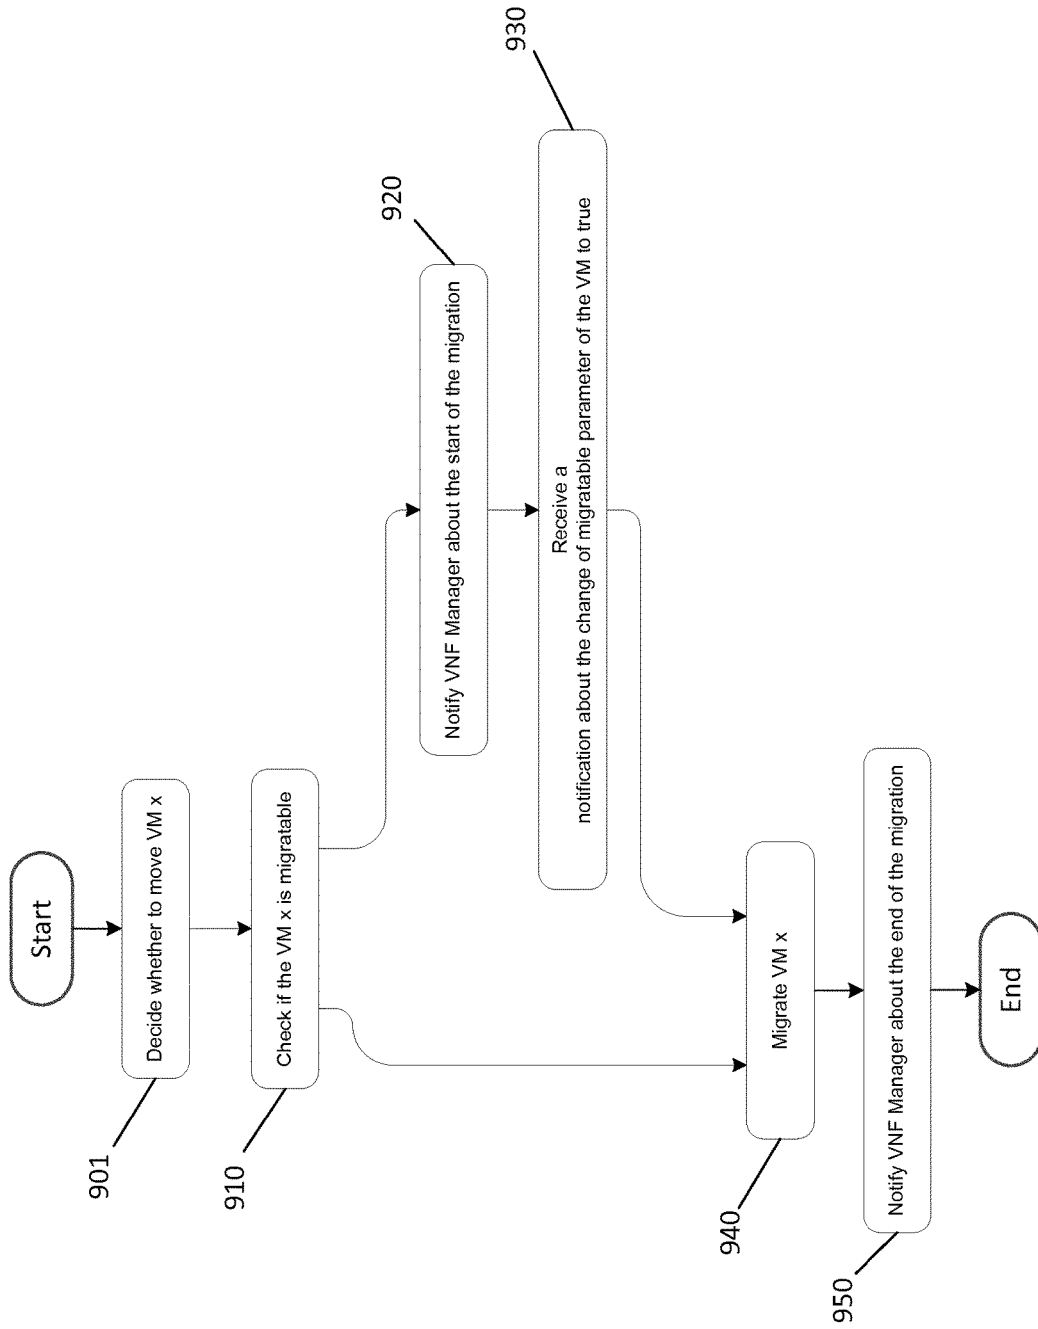 Start
901
Decide whether to move VM x
910
Check if the VM x is migratable
920
Notify VNF Manager about the start of the migration
930
Receive a
notification about the change of migratable parameter of the VM to true
940
Migrate VM x
950
Notify VNF Manager about the end of the migration
End